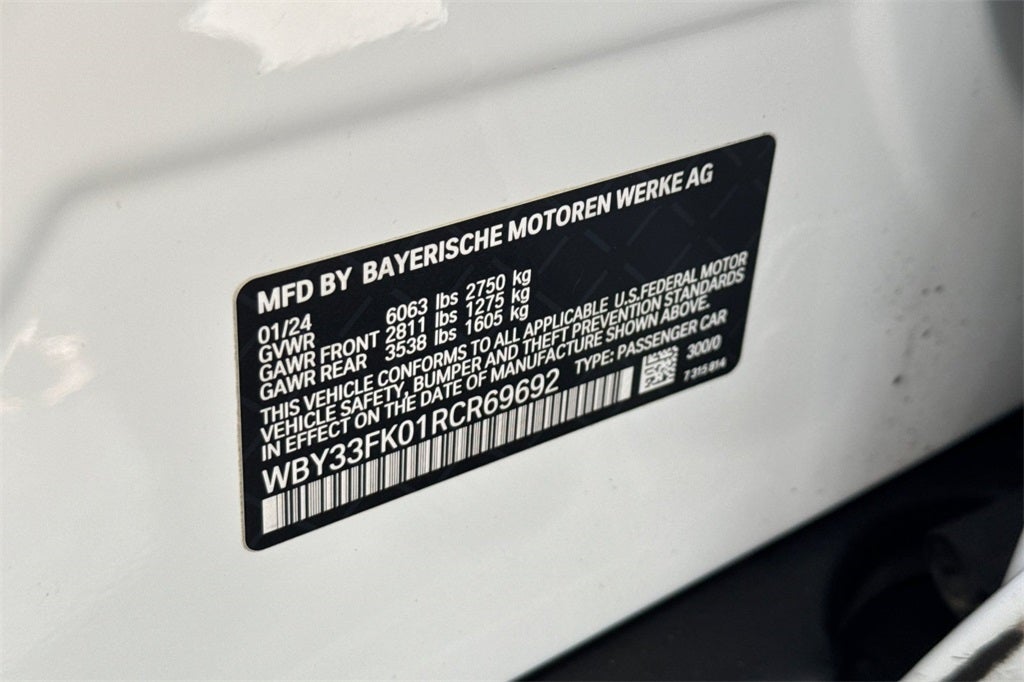 MFD BY BAYERISCHE MOTOREN WERKE AG
01/24
GVWR 6063 lbs 2750 kg
GAWR FRONT 2811 lbs 1275 kg
GAWR REAR 3538 lbs 1605 kg
THIS VEHICLE CONFORMS TO ALL APPLICABLE U.S.FEDERAL MOTOR
VEHICLE SAFETY, BUMPER AND THEFT PREVENTION STANDARDS
IN EFFECT ON THE DATE OF MANUFACTURE SHOWN ABOVE.
WBY33FK01RCR69692 TYPE: PASSENGER CAR
300/0
7 315 814